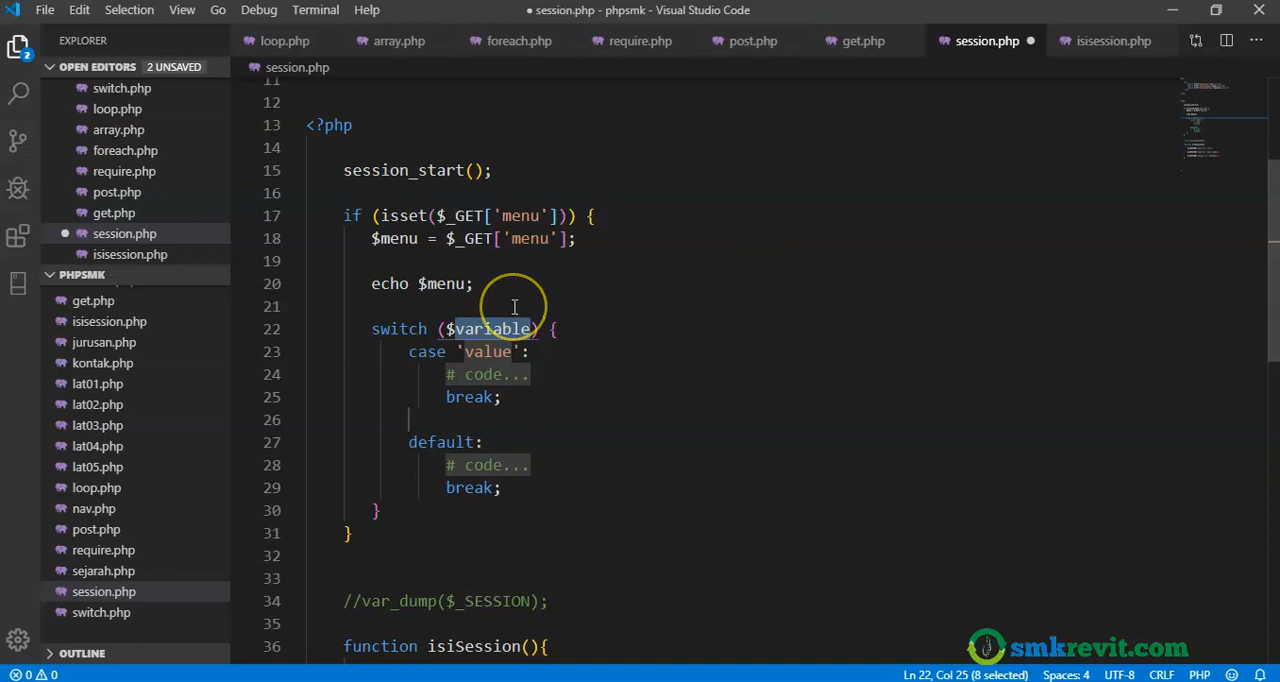 File Edit Selection View Go Debug Terminal Help
● session.php - phpsmk - Visual Studio Code
EXPLORER
loop.php array.php foreach.php require.php post.php get.php session.php ● isisession.php
OPEN EDITORS 2 UNSAVED
session.php
switch.php
loop.php
array.php
foreach.php
require.php
post.php
get.php
session.php
isisession.php
PHPSMK
get.php
isisession.php
jurusan.php
kontak.php
lat01.php
lat02.php
lat03.php
lat04.php
lat05.php
loop.php
nav.php
post.php
require.php
sejarah.php
session.php
switch.php
OUTLINE
11
12
13 <?php
14
15 session_start();
16
17 if (isset($_GET['menu'])) {
18 $menu = $_GET['menu'];
19
20 echo $menu;
21
22 switch ($variable) {
23 case 'value':
24 # code...
25 break;
26
27 default:
28 # code...
29 break;
30 }
31 }
32
33
34 //var_dump($_SESSION);
35
36 function isiSession(){
smkrevit.com
2
0 0 Ln 22, Col 25 (8 selected) Spaces: 4 UTF-8 CRLF PHP